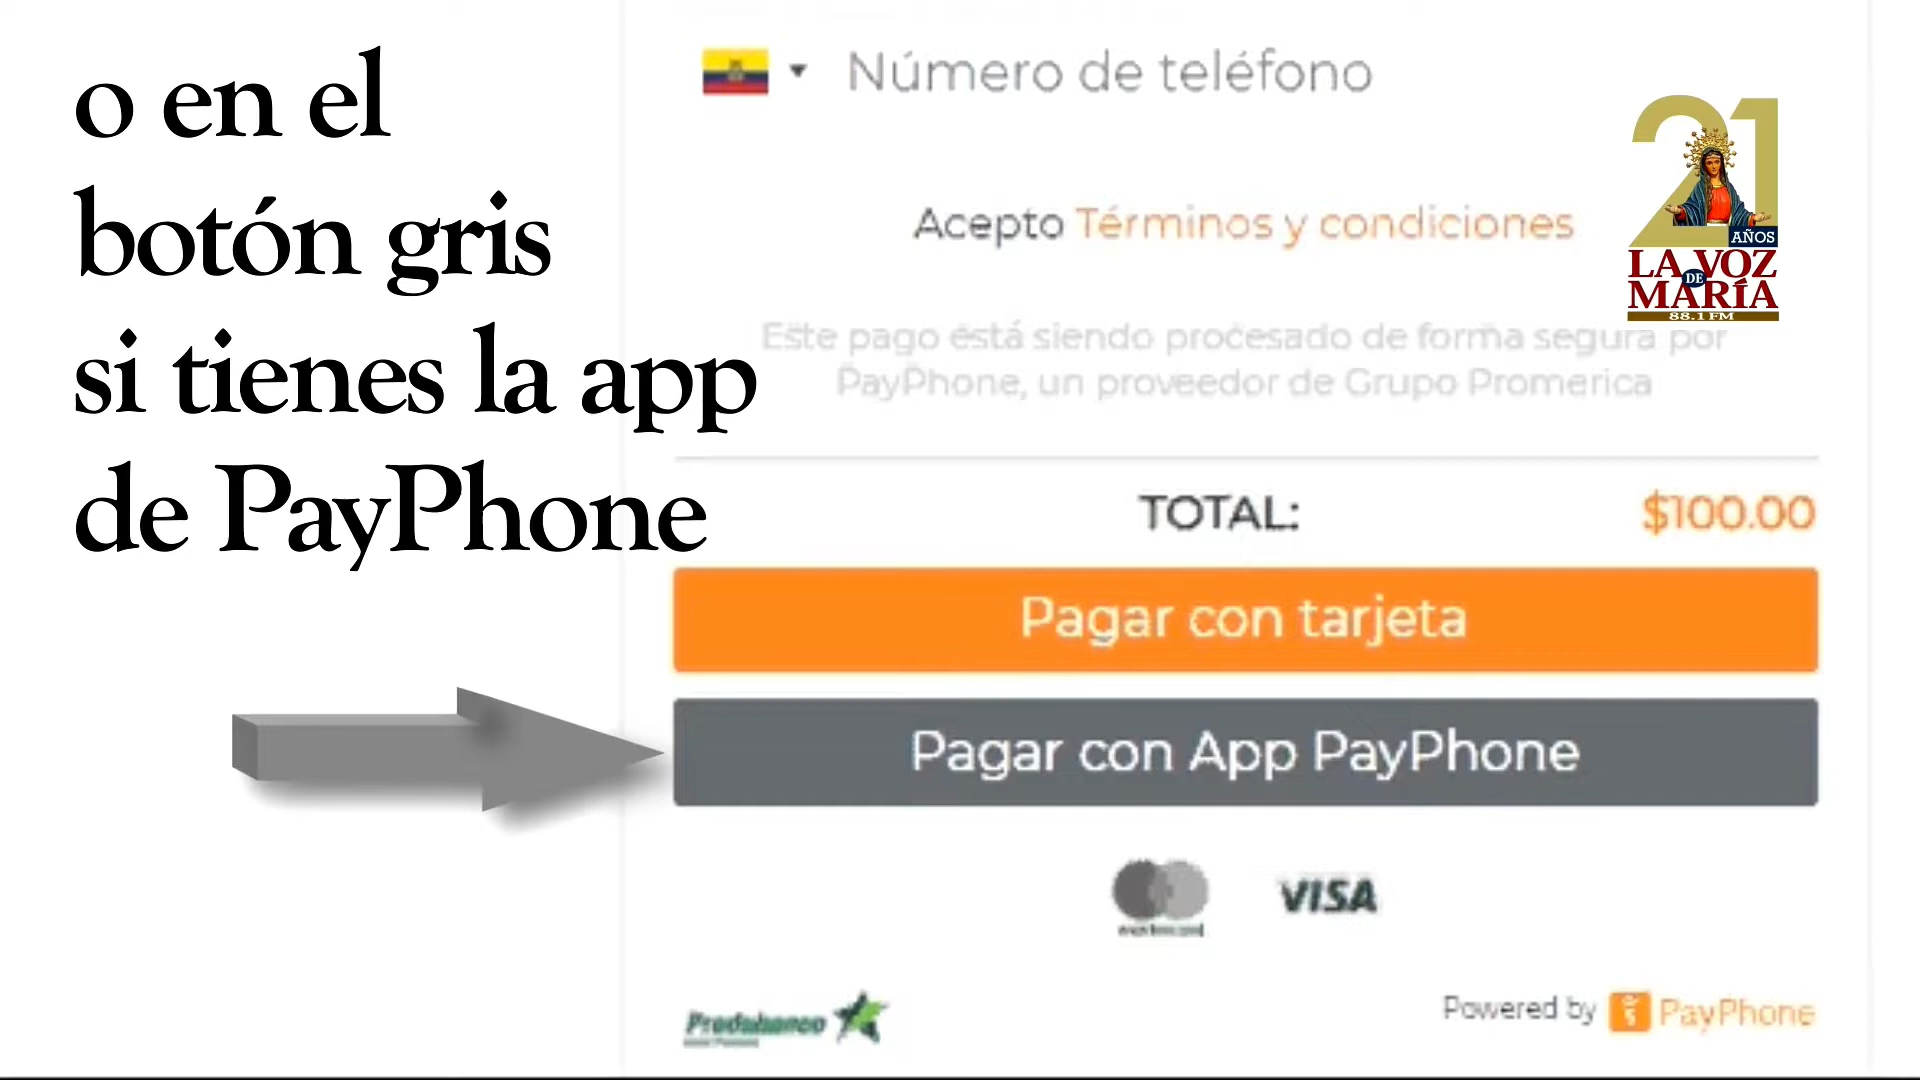 o en el
botón gris
si tienes la app
de PayPhone
Número de teléfono
Acepto Términos y condiciones
Este pago está siendo procesado de forma segura por
PayPhone, un proveedor de Grupo Promerica
TOTAL: $100.00
Pagar con tarjeta
Pagar con App PayPhone
VISA
Produbanco
Powered by PayPhone
21
AÑOS
LA VOZ
DE
MARÍA
88.1 FM